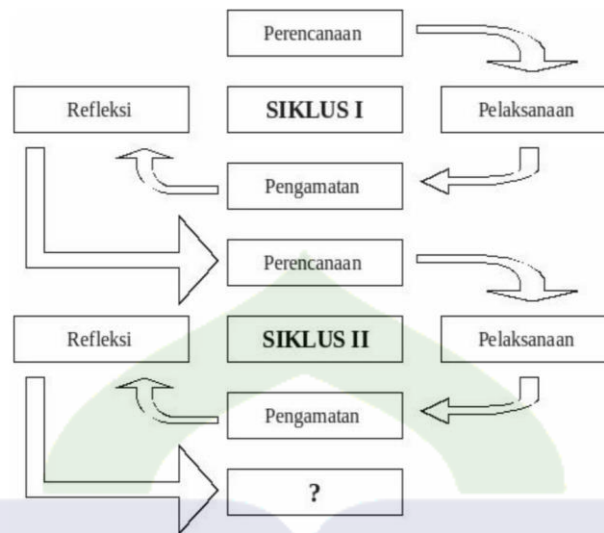 Perencanaan
Refleksi
SIKLUS I
Pelaksanaan
Pengamatan
Perencanaan
Refleksi
SIKLUS II
Pelaksanaan
Pengamatan
?